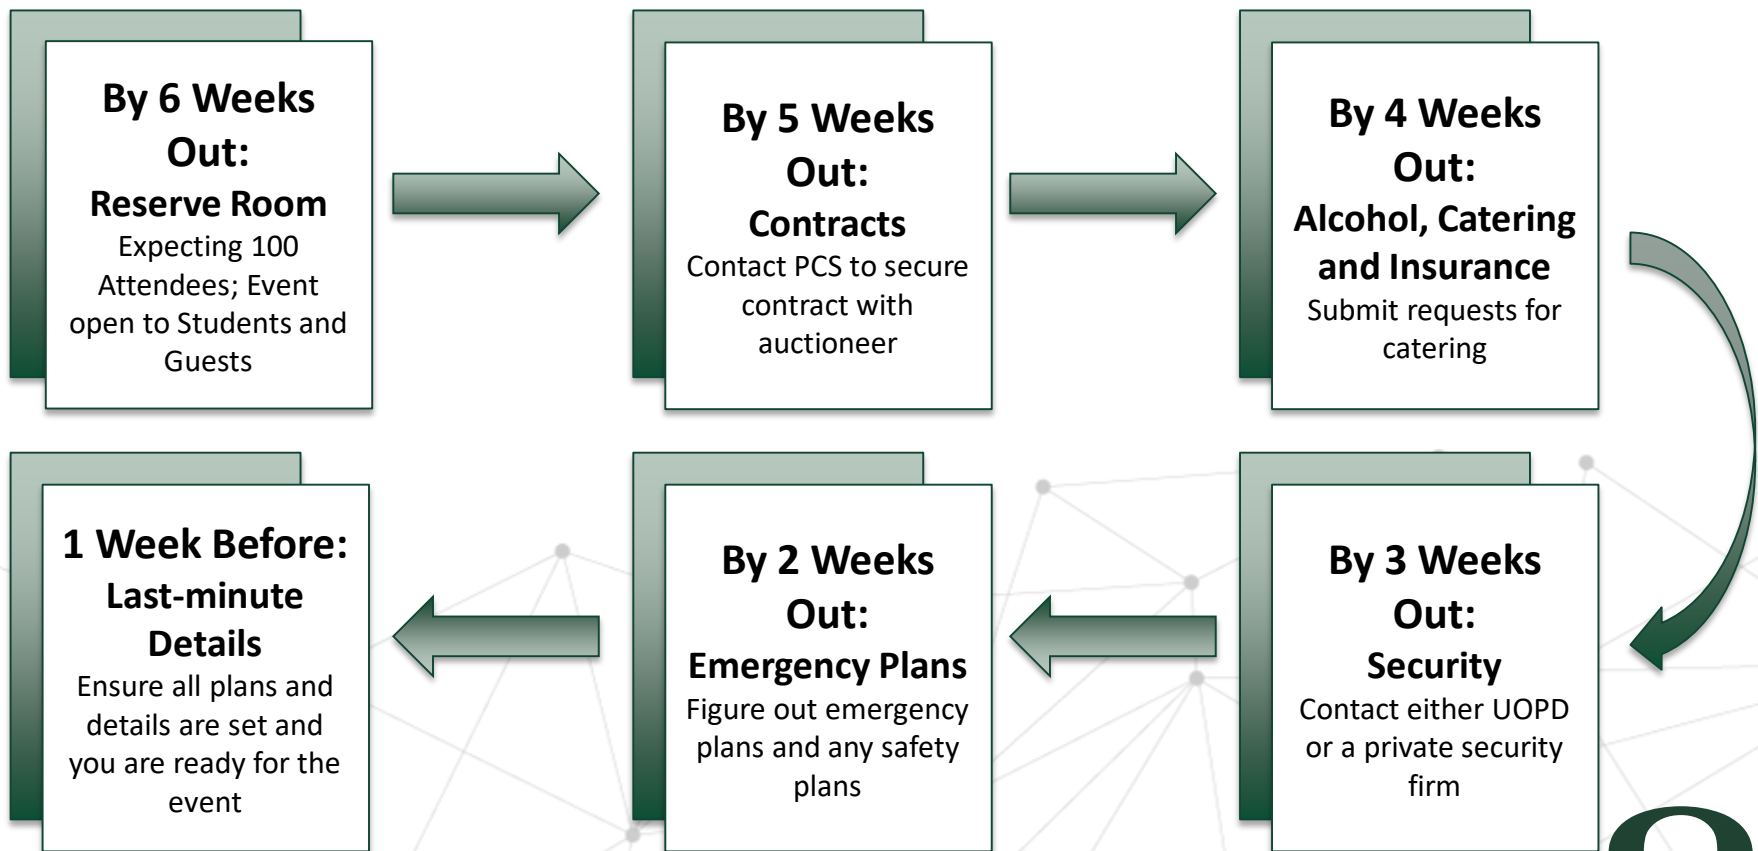 By 6 Weeks
Out:
Reserve Room
Expecting 100
Attendees; Event
open to Students and
Guests
By 5 Weeks
Out:
Contracts
Contact PCS to secure
contract with
auctioneer
By 4 Weeks
Out:
Alcohol, Catering
and Insurance
Submit requests for
catering
By 3 Weeks
Out:
Security
Contact either UOPD
or a private security
firm
By 2 Weeks
Out:
Emergency Plans
Figure out emergency
plans and any safety
plans
1 Week Before:
Last-minute
Details
Ensure all plans and
details are set and
you are ready for the
event